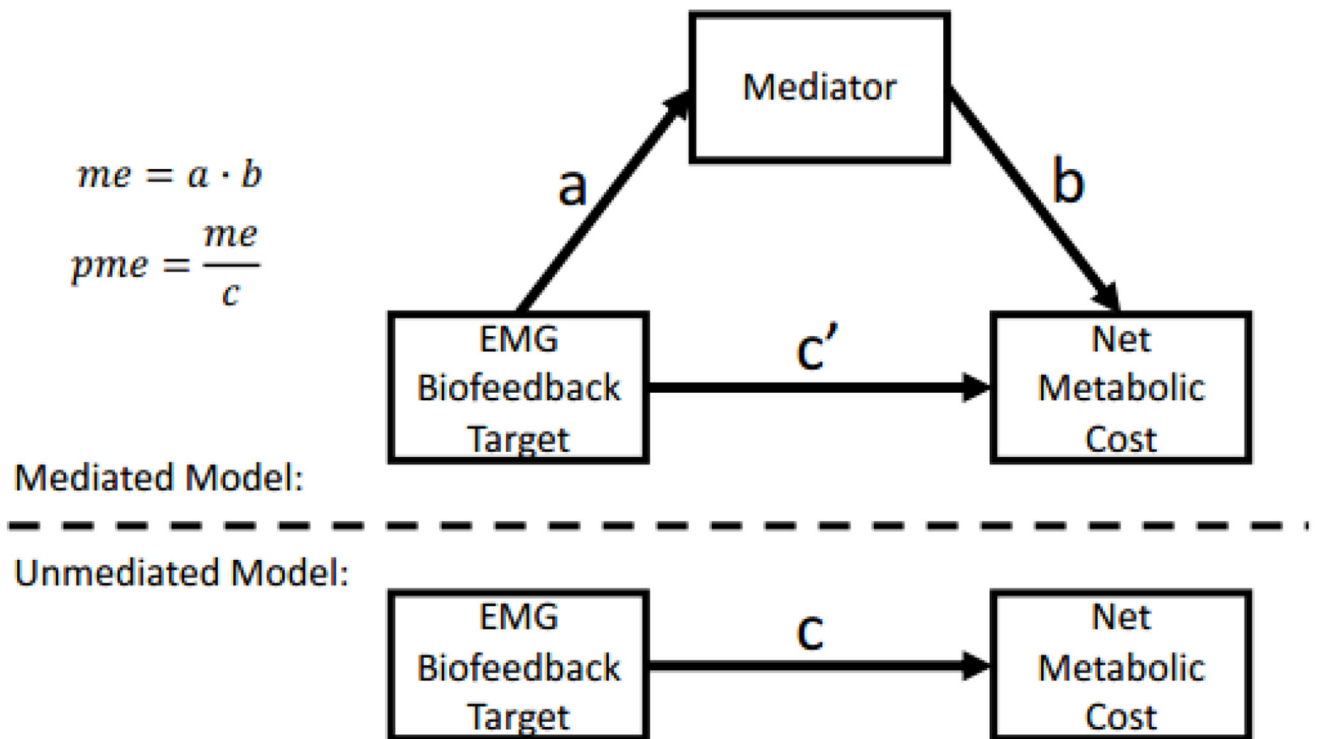 Mediator
me = a · b
a
b
pme = me / c
EMG
Biofeedback
Target
c’
Net
Metabolic
Cost
Mediated Model:
Unmediated Model:
EMG
Biofeedback
Target
c
Net
Metabolic
Cost